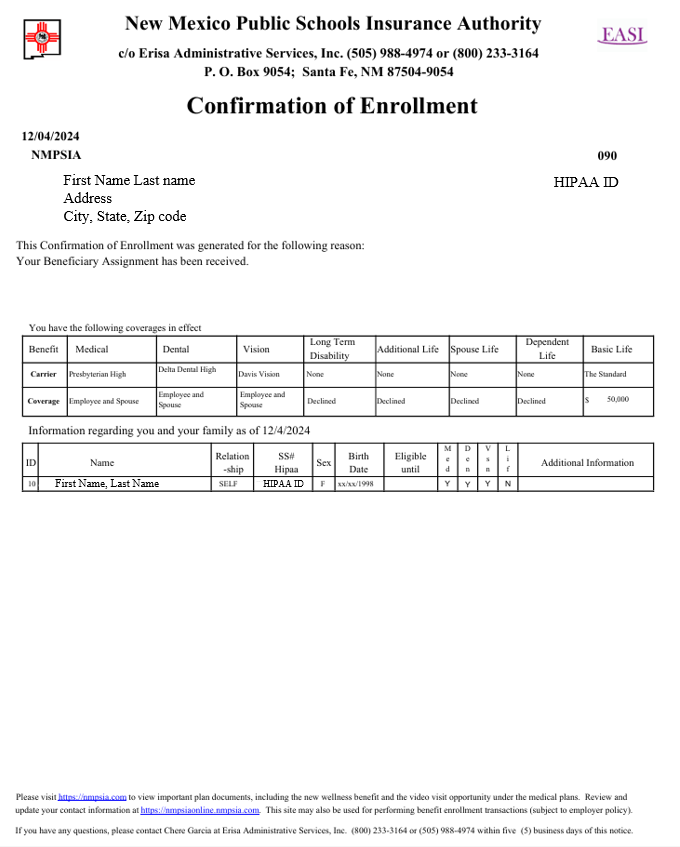 New Mexico Public Schools Insurance Authority
EASI
c/o Erisa Administrative Services, Inc. (505) 988-4974 or (800) 233-3164
P. O. Box 9054; Santa Fe, NM 87504-9054
Confirmation of Enrollment
12/04/2024
NMPSIA 090
First Name Last name HIPAA ID
Address
City, State, Zip code
This Confirmation of Enrollment was generated for the following reason:
Your Beneficiary Assignment has been received.
You have the following coverages in effect
Benefit Medical Dental Vision Long Term Disability Additional Life Spouse Life Dependent Life Basic Life
Carrier Presbyterian High Delta Dental High Davis Vision None None None None The Standard
Coverage Employee and Spouse Employee and Spouse Employee and Spouse Declined Declined Declined Declined $ 50,000
Information regarding you and your family as of 12/4/2024
ID Name Relation -ship SS# Hipaa Sex Birth Date Eligible until Med Den Vsn Lif Additional Information
10 First Name, Last Name SELF HIPAA ID F xx/xx/1998 Y Y Y N
Please visit https://nmpsia.com to view important plan documents, including the new wellness benefit and the video visit opportunity under the medical plans. Review and
update your contact information at https://nmpsiaonline.nmpsia.com. This site may also be used for performing benefit enrollment transactions (subject to employer policy).
If you have any questions, please contact Chere Garcia at Erisa Administrative Services, Inc. (800) 233-3164 or (505) 988-4974 within five (5) business days of this notice.